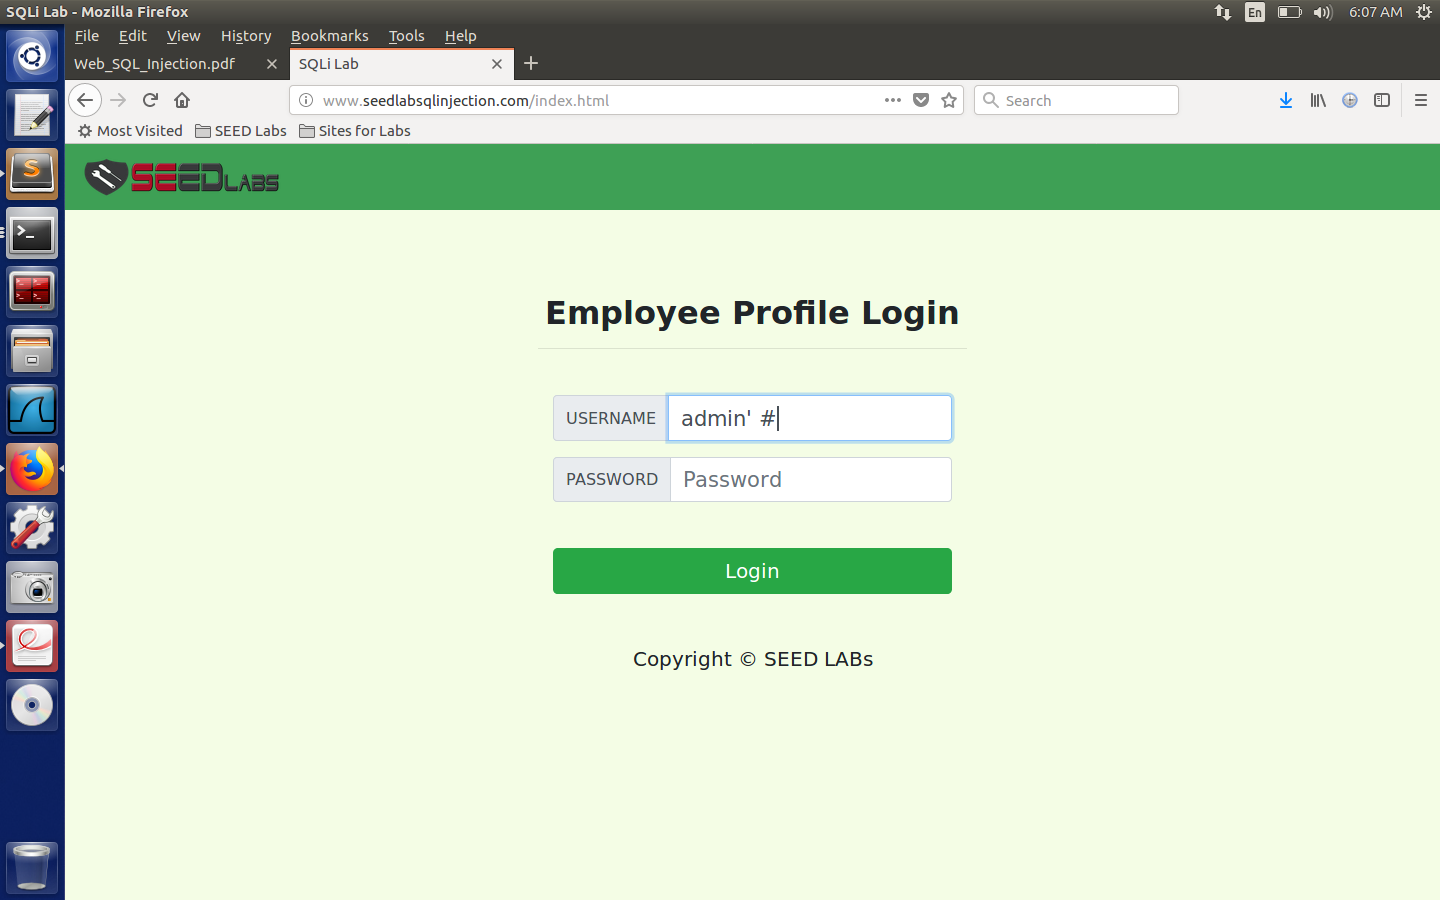 SQLi Lab - Mozilla Firefox
En
6:07 AM
File Edit View History Bookmarks Tools Help
Web_SQL_Injection.pdf
SQLi Lab
www.seedlabsqlinjection.com/index.html
Search
Most Visited
SEED Labs
Sites for Labs
SEEDLABS
Employee Profile Login
USERNAME admin' #
PASSWORD Password
Login
Copyright © SEED LABs